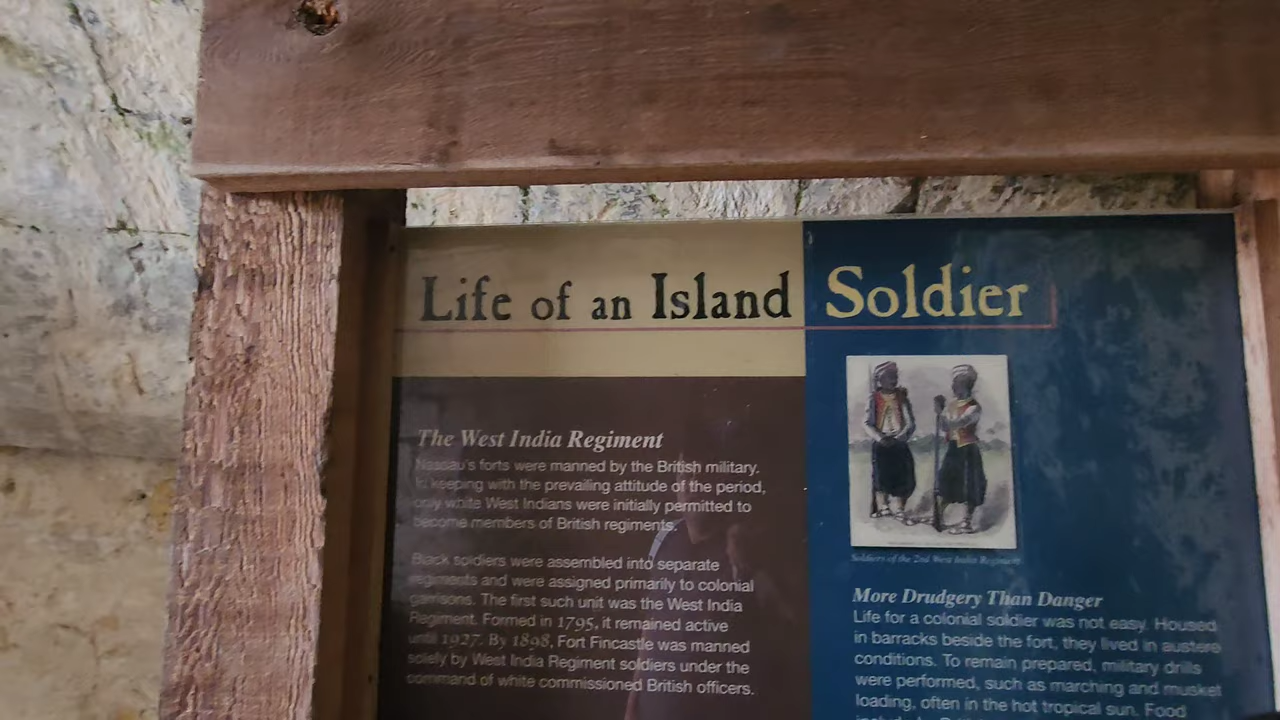 Life of an Island Soldier
The West India Regiment
Nassau's forts were manned by the British military.
In keeping with the prevailing attitude of the period,
only white West Indians were initially permitted to
become members of British regiments.
Black soldiers were assembled into separate
regiments and were assigned primarily to colonial
garrisons. The first such unit was the West India
Regiment. Formed in 1795, it remained active
until 1927. By 1898, Fort Fincastle was manned
solely by West India Regiment soldiers under the
command of white commissioned British officers.
Soldiers of the 2nd West India Regiment
More Drudgery Than Danger
Life for a colonial soldier was not easy. Housed
in barracks beside the fort, they lived in austere
conditions. To remain prepared, military drills
were performed, such as marching and musket
loading, often in the hot tropical sun. Food